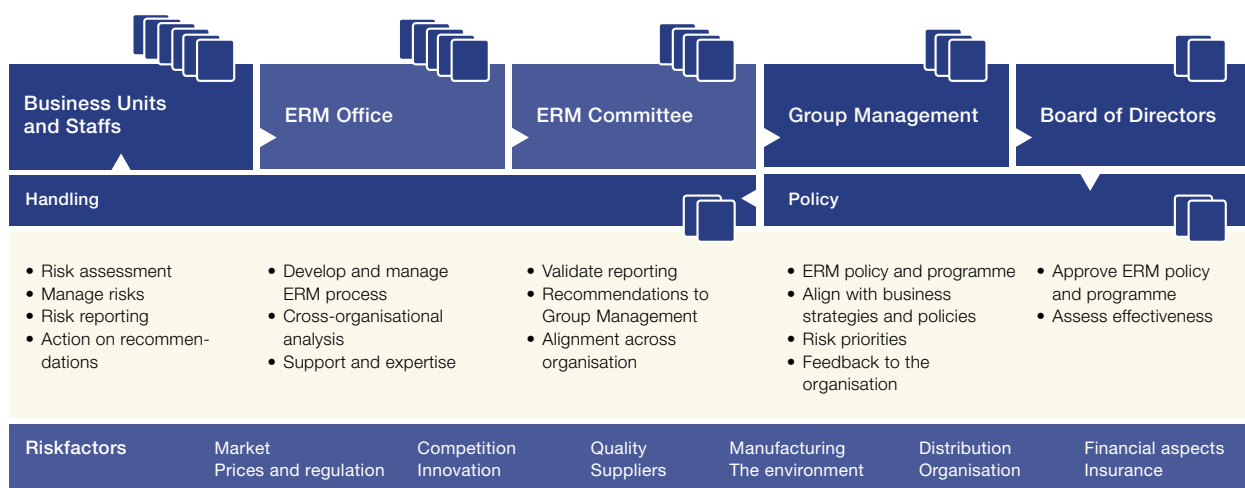 Business Units
and Staffs
ERM Office
ERM Committee
Group Management
Board of Directors
Handling
Policy
• Risk assessment
• Manage risks
• Risk reporting
• Action on recommen-
dations
• Develop and manage
ERM process
• Cross-organisational
analysis
• Support and expertise
• Validate reporting
• Recommendations to
Group Management
• Alignment across
organisation
• ERM policy and programme
• Align with business
strategies and policies
• Risk priorities
• Feedback to the
organisation
• Approve ERM policy
and programme
• Assess effectiveness
Riskfactors
Market
Prices and regulation
Competition
Innovation
Quality
Suppliers
Manufacturing
The environment
Distribution
Organisation
Financial aspects
Insurance